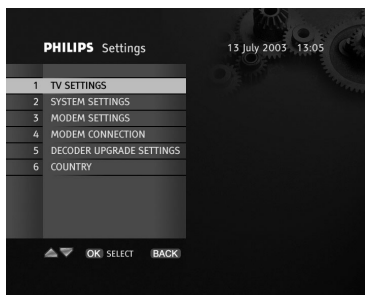 PHILIPS Settings 13 July 2003 13:05
1 TV SETTINGS
2 SYSTEM SETTINGS
3 MODEM SETTINGS
4 MODEM CONNECTION
5 DECODER UPGRADE SETTINGS
6 COUNTRY
OK SELECT BACK